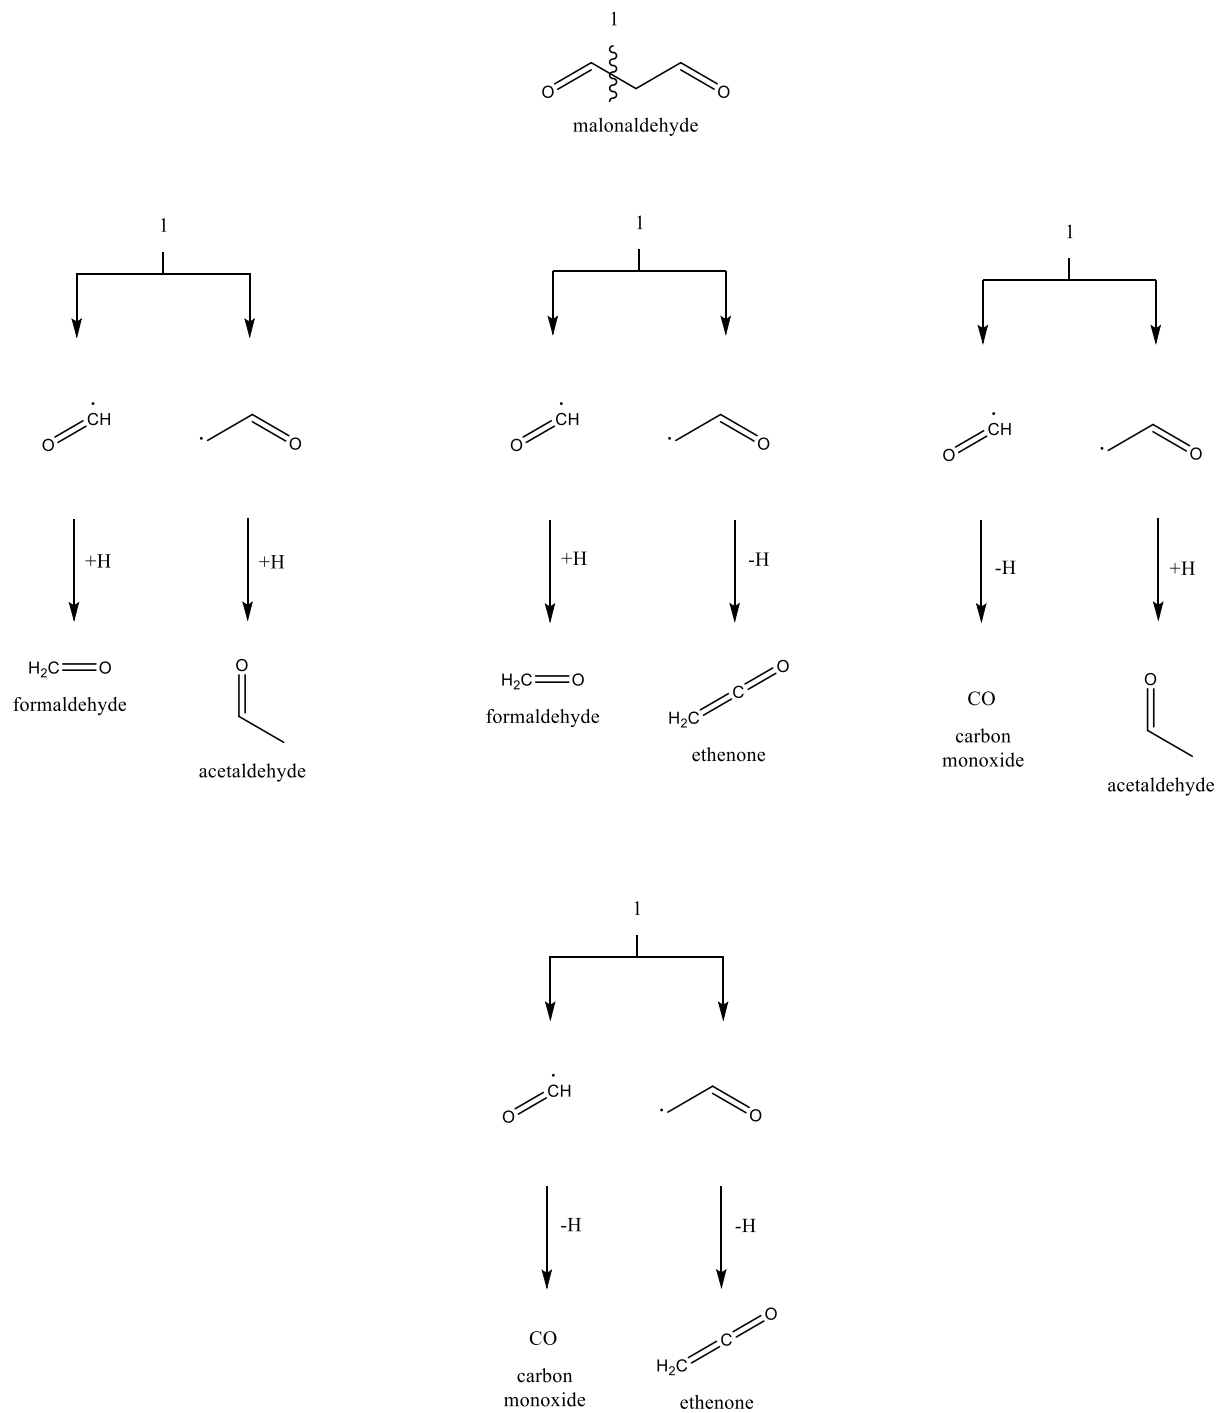 1
O O
malonaldehyde
1 1 1
O CH O O CH O O CH O
+H +H +H -H -H +H
H2C O
formaldehyde
O
acetaldehyde
H2C O
formaldehyde
H2C C O
ethenone
CO
carbon
monoxide
O
acetaldehyde
1
O CH O
-H -H
CO
carbon
monoxide
H2C C O
ethenone